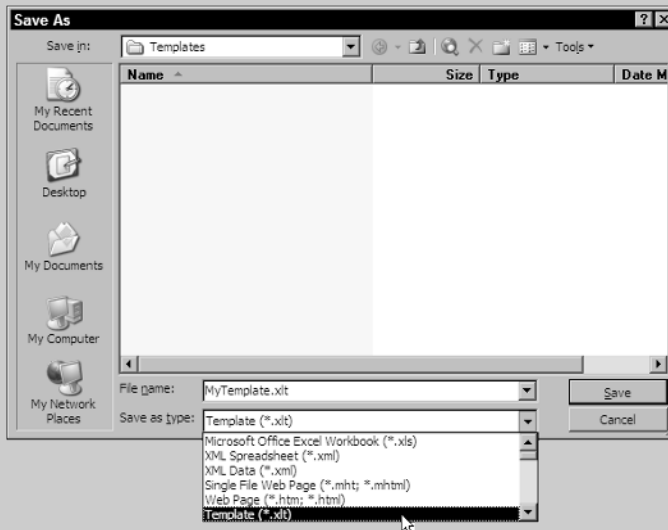 Save As
Save in:
Templates
Tools
Name
Size
Type
Date M
My Recent
Documents
Desktop
My Documents
My Computer
My Network
Places
File name:
MyTemplate.xlt
Save
Save as type:
Template (*.xlt)
Cancel
Microsoft Office Excel Workbook (*.xls)
XML Spreadsheet (*.xml)
XML Data (*.xml)
Single File Web Page (*.mht; *.mhtml)
Web Page (*.htm; *.html)
Template (*.xlt)